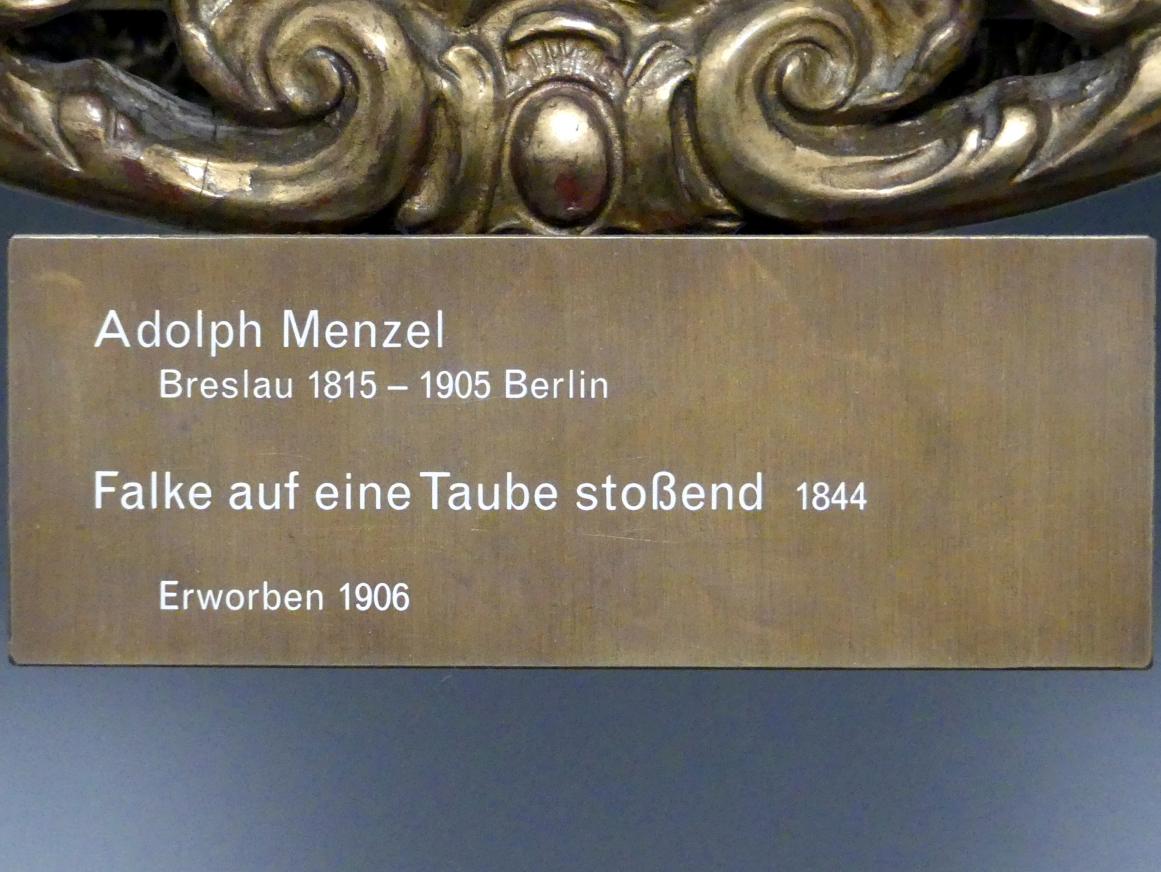 Adolph Menzel
Breslau 1815 – 1905 Berlin
Falke auf eine Taube stoßend 1844
Erworben 1906